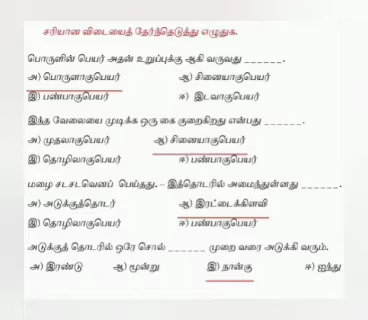 சரியான விடையைத் தேர்ந்தெடுத்து எழுதுக.
பொருளின் பெயர் அதன் உறுப்புக்கு ஆகி வருவது ______.
அ) பொருளாகுபெயர் ஆ) சினையாகுபெயர்
இ) பண்பாகுபெயர் ஈ) இடவாகுபெயர்
இந்த வேலையை முடிக்க ஒரு கை குறைகிறது என்பது ______.
அ) முதலாகுபெயர் ஆ) சினையாகுபெயர்
இ) தொழிலாகுபெயர் ஈ) பண்பாகுபெயர்
மழை சடசடவெனப் பெய்தது. – இத்தொடரில் அமைந்துள்ளது ______.
அ) அடுக்குத்தொடர் ஆ) இரட்டைக்கிளவி
இ) தொழிலாகுபெயர் ஈ) பண்பாகுபெயர்
அடுக்குத் தொடரில் ஒரே சொல் ______ முறை வரை அடுக்கி வரும்.
அ) இரண்டு ஆ) மூன்று இ) நான்கு ஈ) ஐந்து